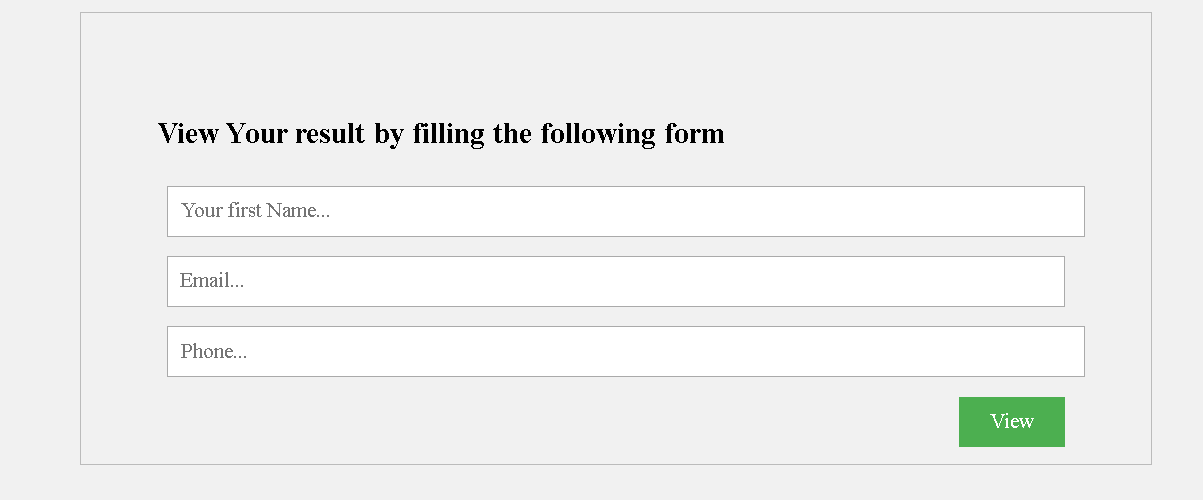 View Your result by filling the following form
Your first Name...
Email...
Phone...
View